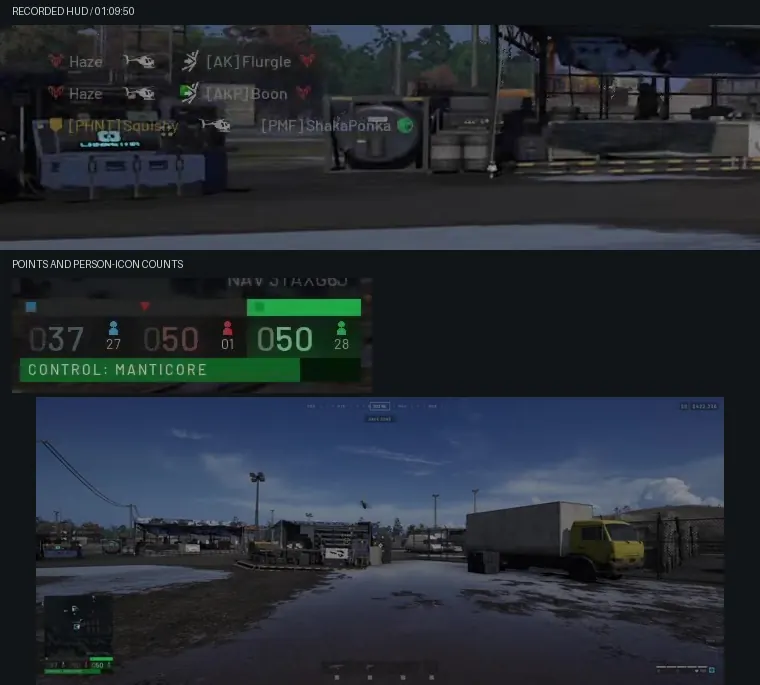 RECORDED HUD / 01:09:50
Haze [AK]Flurgle
Haze [AKP]Boon
[PHNT]Squishy [PMF]ShakaPonka
POINTS AND PERSON-ICON COUNTS
037 27 050 01 050 28
CONTROL: MANTICORE